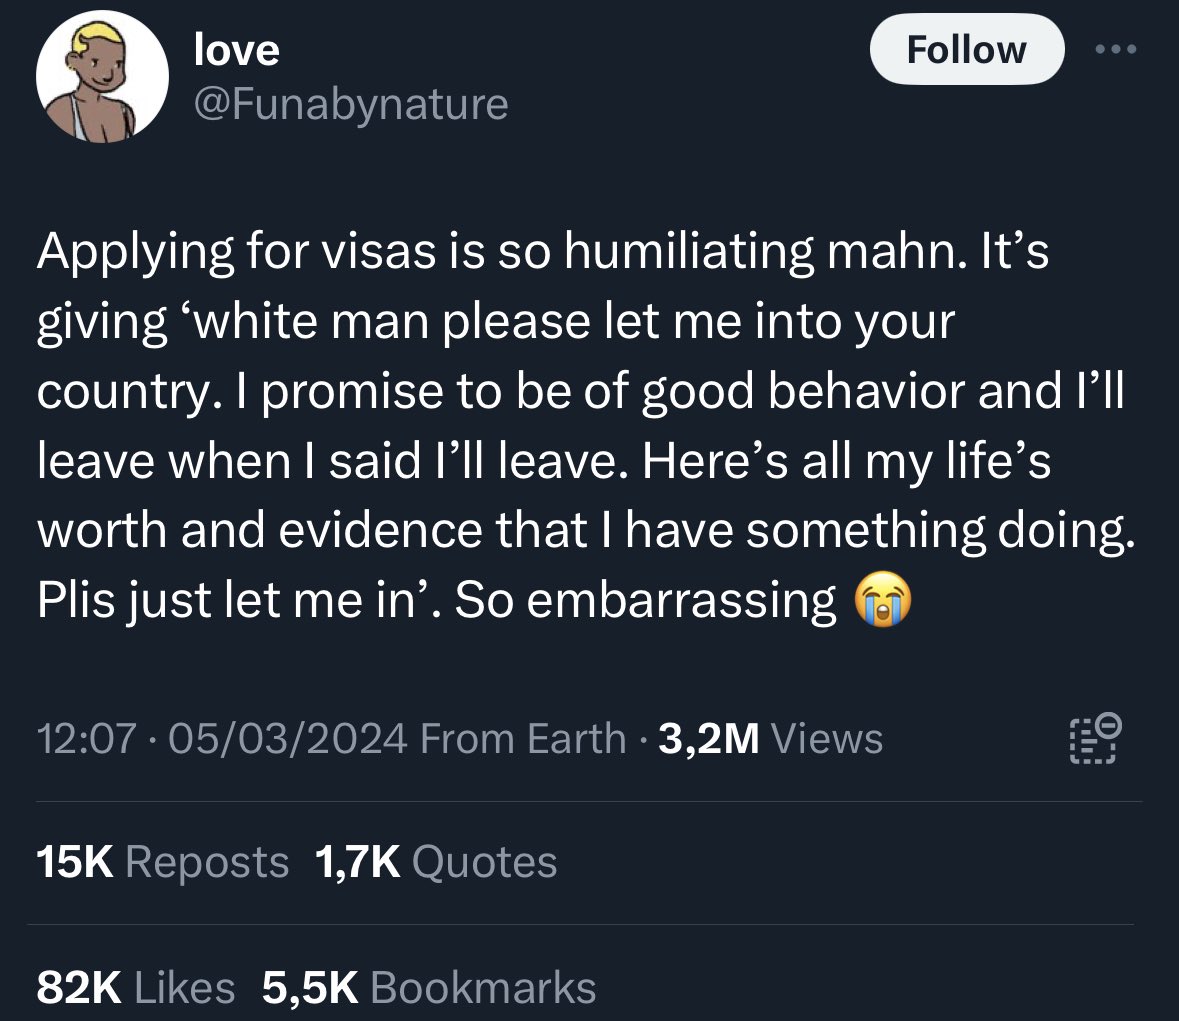 love
@Funabynature
Follow
Applying for visas is so humiliating mahn. It’s
giving ‘white man please let me into your
country. I promise to be of good behavior and I’ll
leave when I said I’ll leave. Here’s all my life’s
worth and evidence that I have something doing.
Plis just let me in’. So embarrassing 😭
12:07 · 05/03/2024 From Earth · 3,2M Views
15K Reposts 1,7K Quotes
82K Likes 5,5K Bookmarks